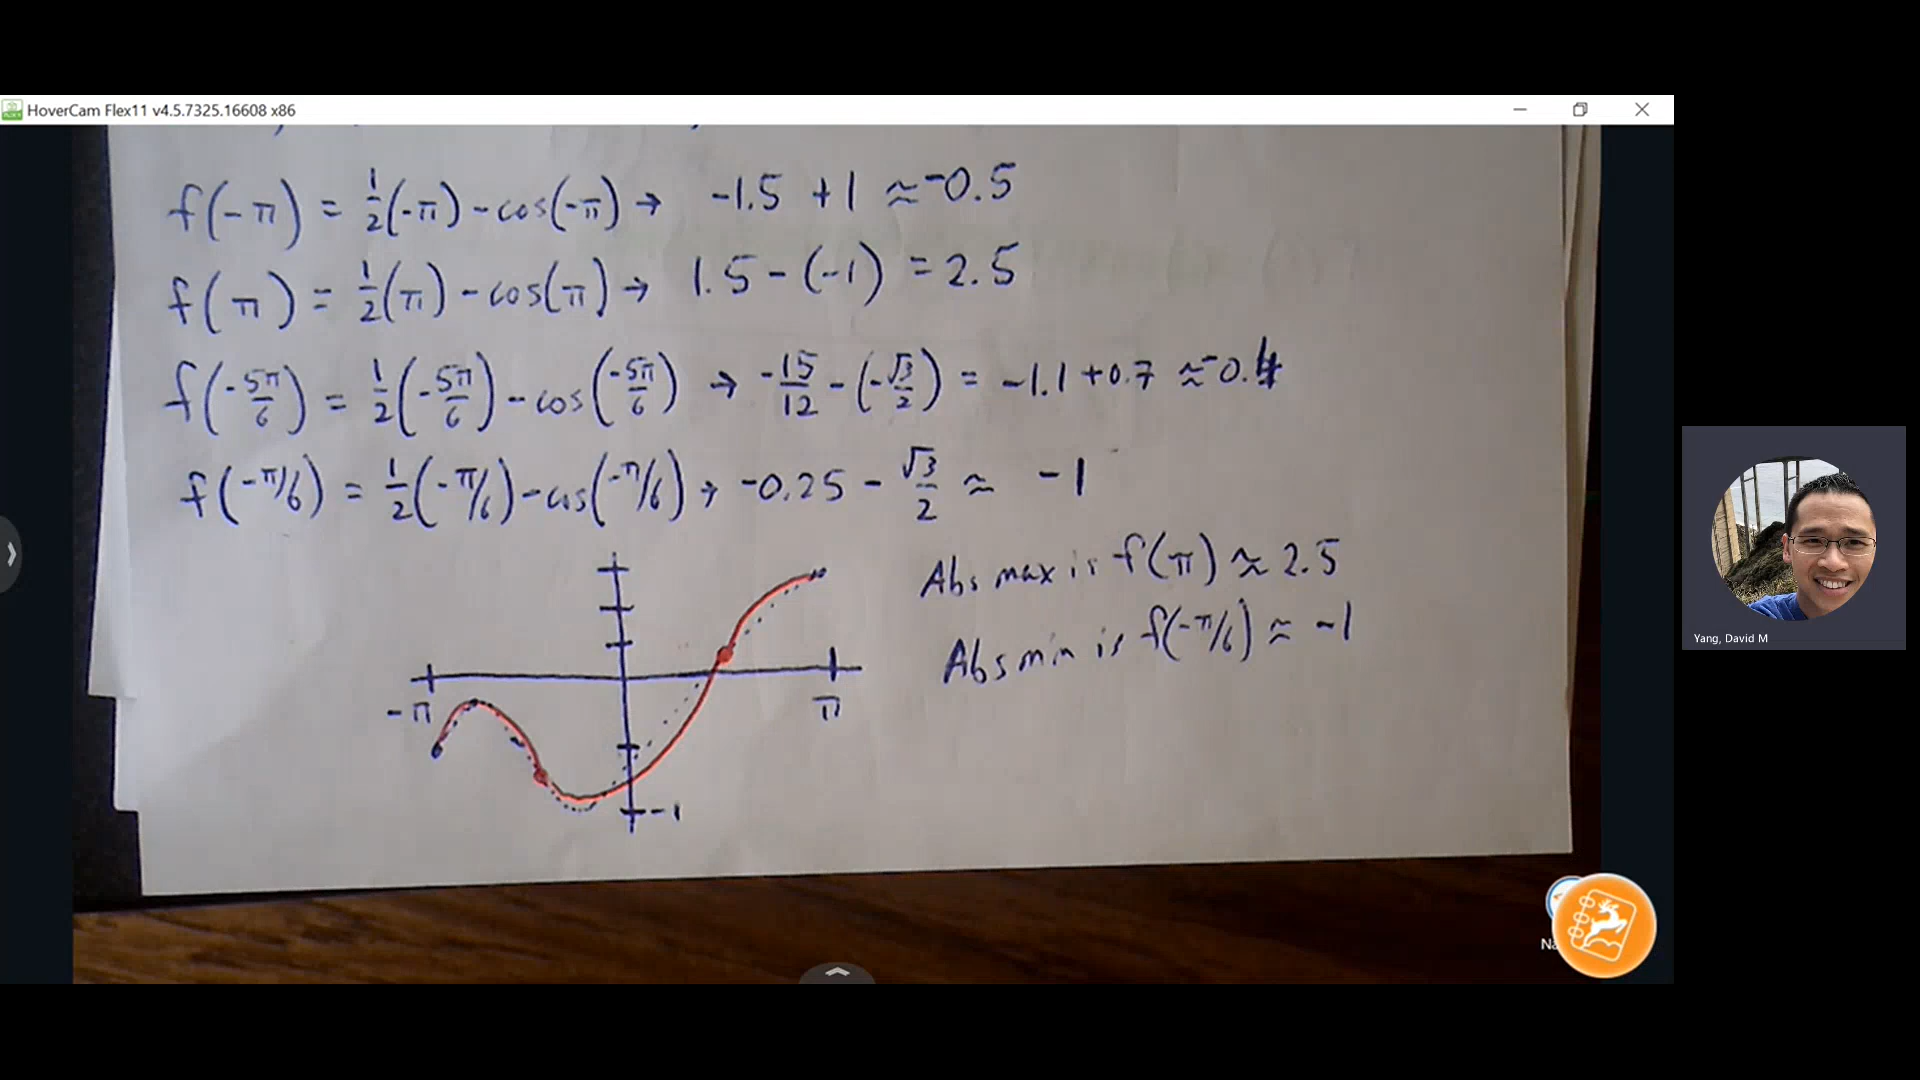 HoverCam Flex11 v4.5.7325.16608 x86
f(-π) = 1/2(-π) - cos(-π) → -1.5 + 1 ≈ -0.5
f(π) = 1/2(π) - cos(π) → 1.5 - (-1) = 2.5
f(-5π/6) = 1/2(-5π/6) - cos(-5π/6) → -15/12 - (-√3/2) = -1.1 + 0.7 ≈ -0.4
f(-π/6) = 1/2(-π/6) - cos(-π/6) → -0.25 - √3/2 ≈ -1
Abs max is f(π) ≈ 2.5
Abs min is f(-π/6) ≈ -1
-π
π
-1
Yang, David M